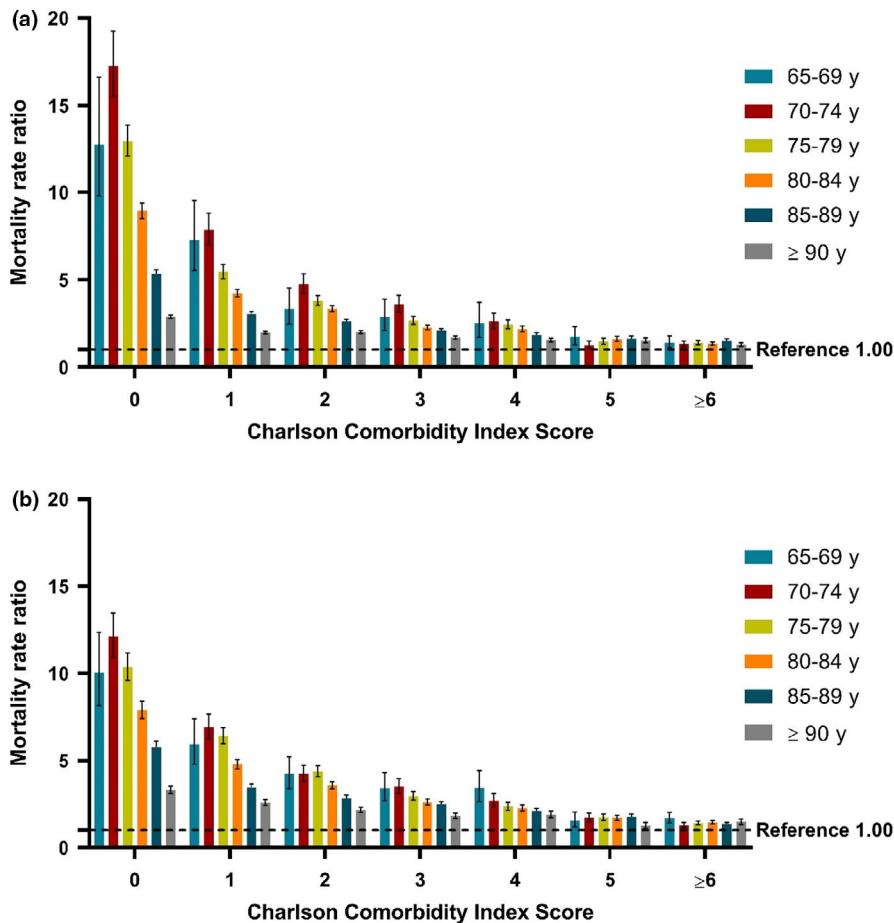 (a)
20
15
10
5
0
Mortality rate ratio
65-69 y
70-74 y
75-79 y
80-84 y
85-89 y
≥ 90 y
Reference 1.00
0 1 2 3 4 5 ≥6
Charlson Comorbidity Index Score
(b)
20
15
10
5
0
Mortality rate ratio
65-69 y
70-74 y
75-79 y
80-84 y
85-89 y
≥ 90 y
Reference 1.00
0 1 2 3 4 5 ≥6
Charlson Comorbidity Index Score